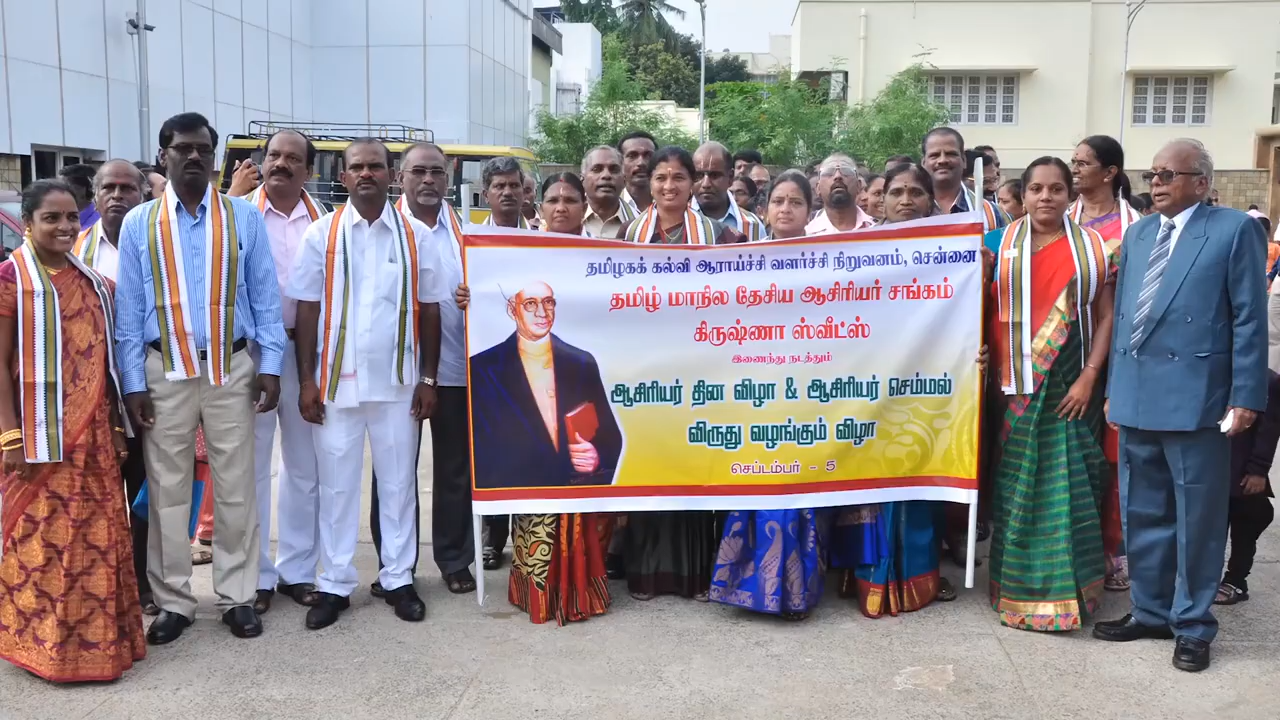 தமிழகக் கல்வி ஆராய்ச்சி வளர்ச்சி நிறுவனம், சென்னை
தமிழ் மாநில தேசிய ஆசிரியர் சங்கம்
கிருஷ்ணா ஸ்வீட்ஸ்
இணைந்து நடத்தும்
ஆசிரியர் தின விழா & ஆசிரியர் செம்மல்
விருது வழங்கும் விழா
செப்டம்பர் - 5